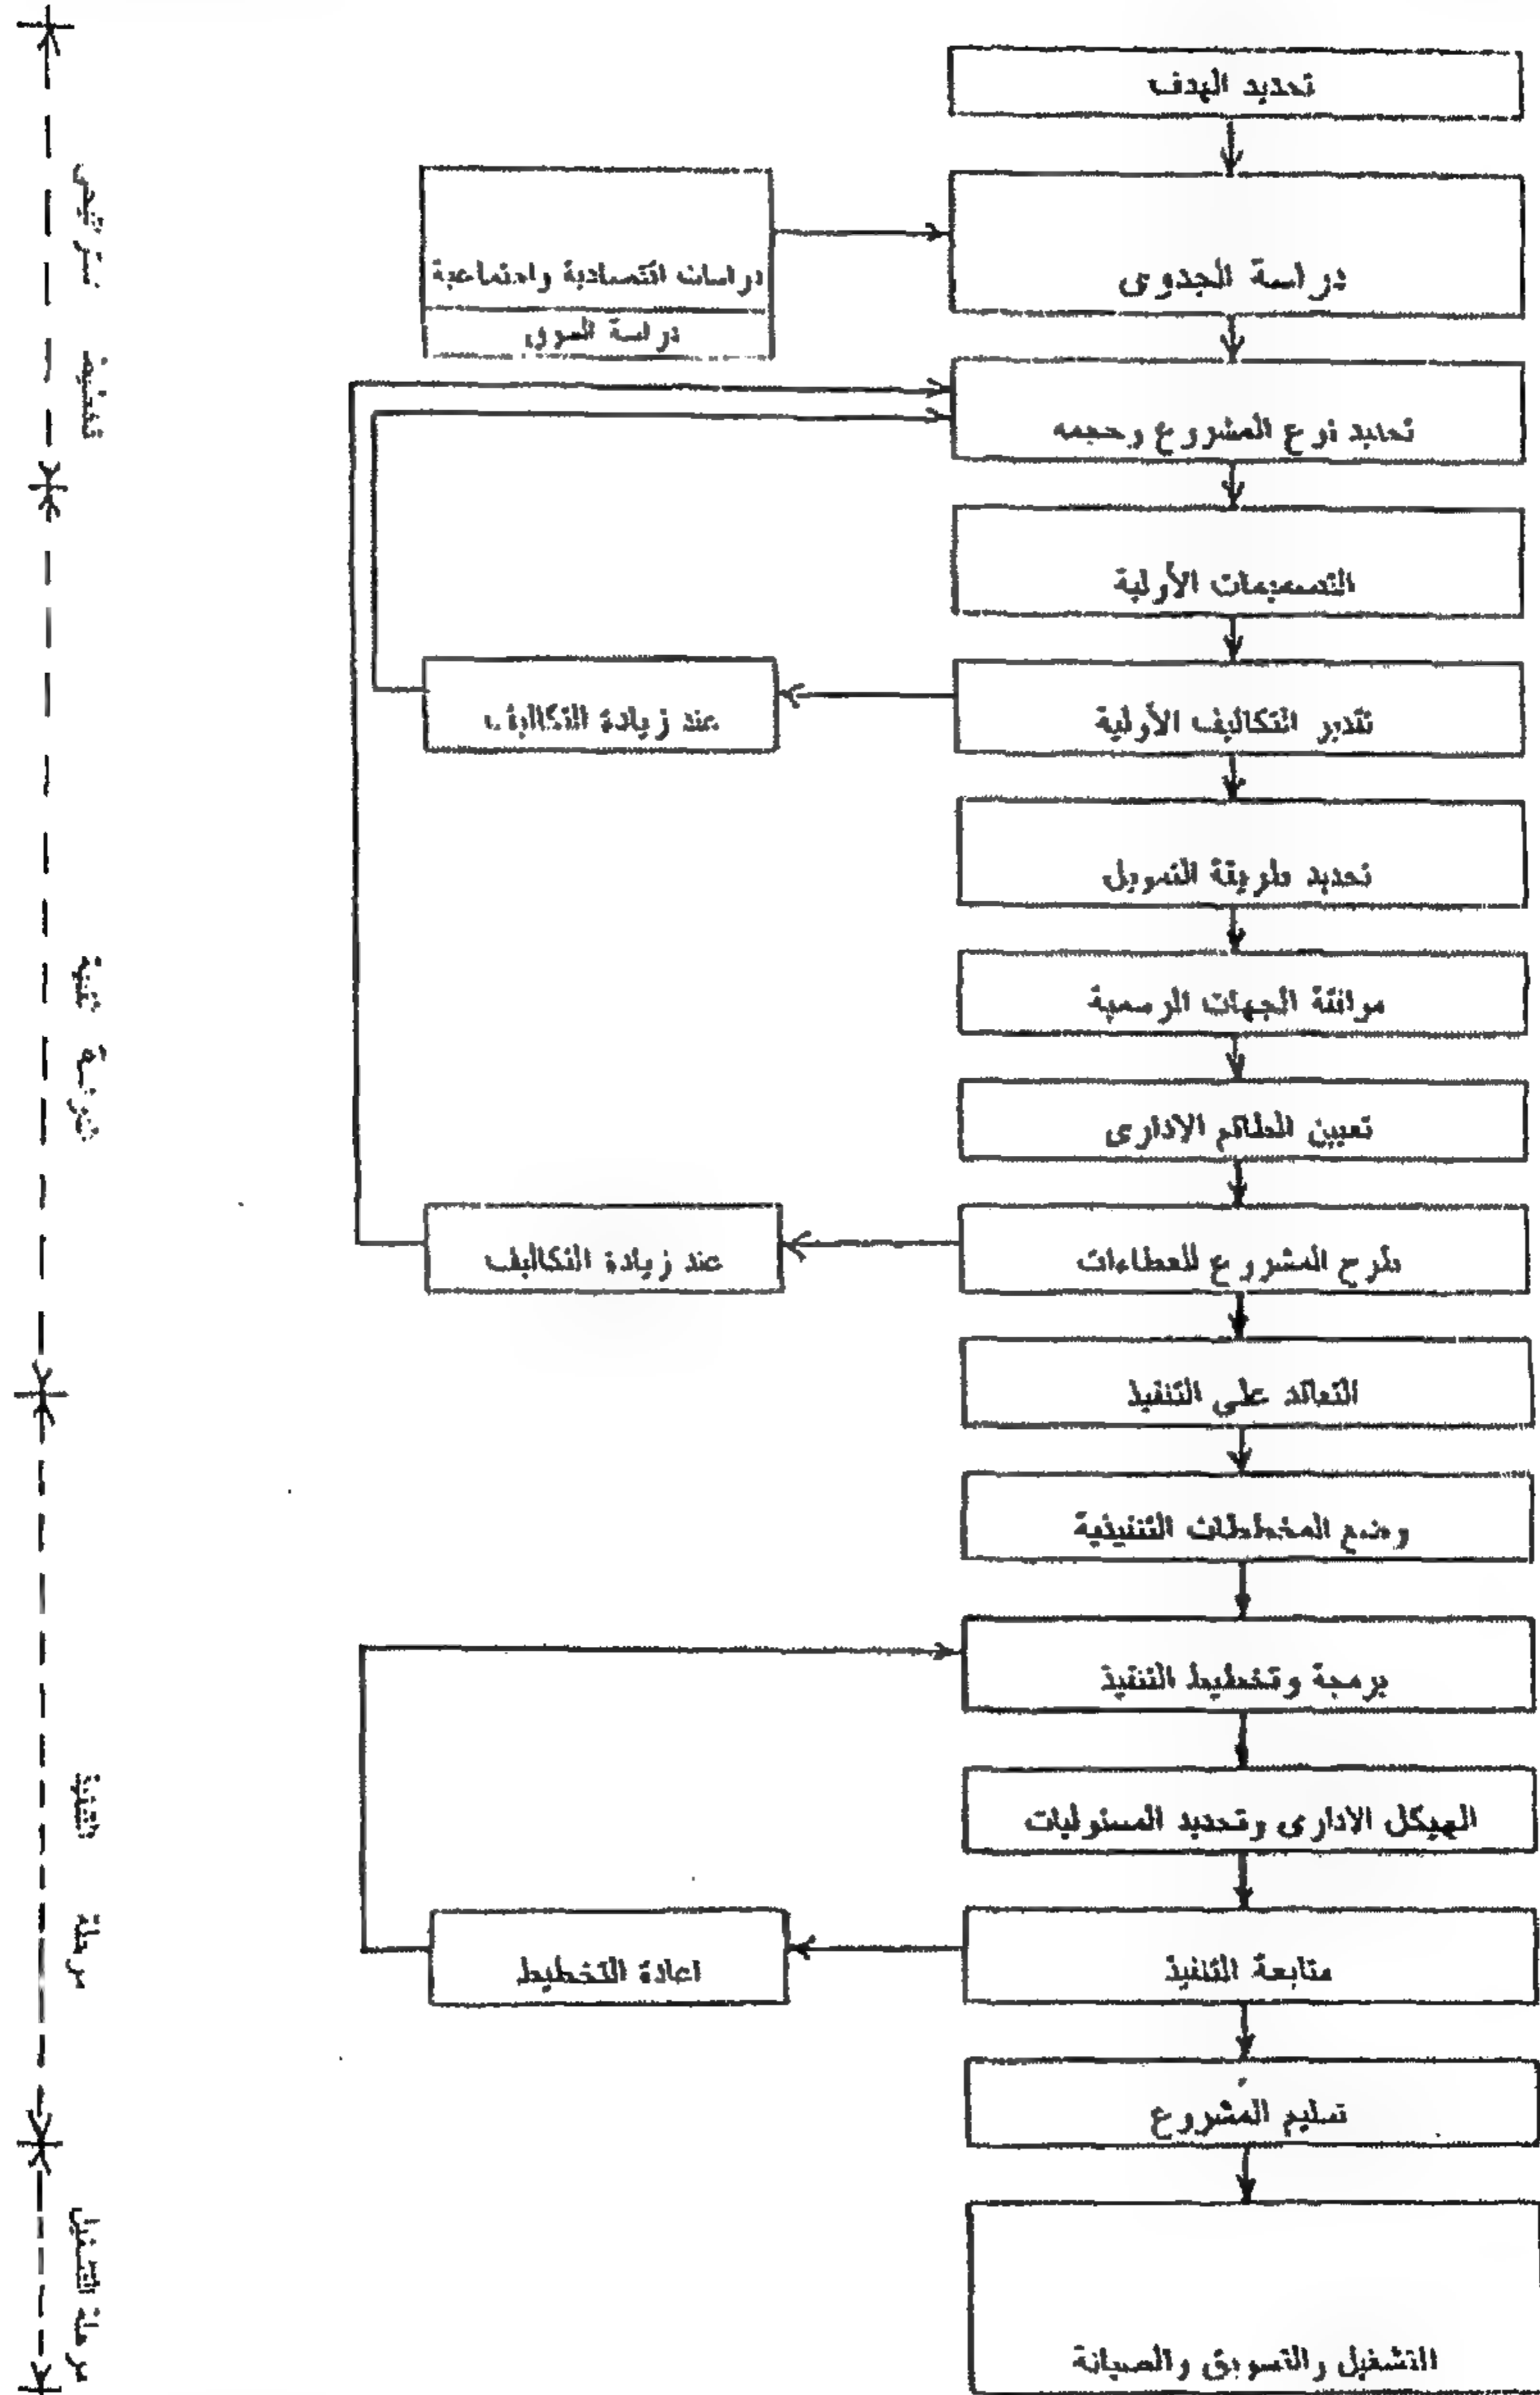 تحديد الهدف
دراسة الجدوى
دراسات اقتصادية واجتماعية
دراسة السوق
تحديد نوع المشروع وحجمه
التصميمات الأولية
تقدير التكاليف الأولية
عند زيادة التكاليف
تحديد طريقة التمويل
موافقة الجهات الرسمية
تعيين الطاقم الادارى
طرح المشروع للعطاءات
عند زيادة التكاليف
التعاقد على التنفيذ
وضع المخططات التنفيذية
برمجة وتخطيط التنفيذ
الهيكل الادارى وتحديد المسئوليات
متابعة التنفيذ
اعادة التخطيط
تسليم المشروع
التشغيل والتسويق والصيانة
تخطيط
مرحلة التنفيذ
مرحلة التشغيل